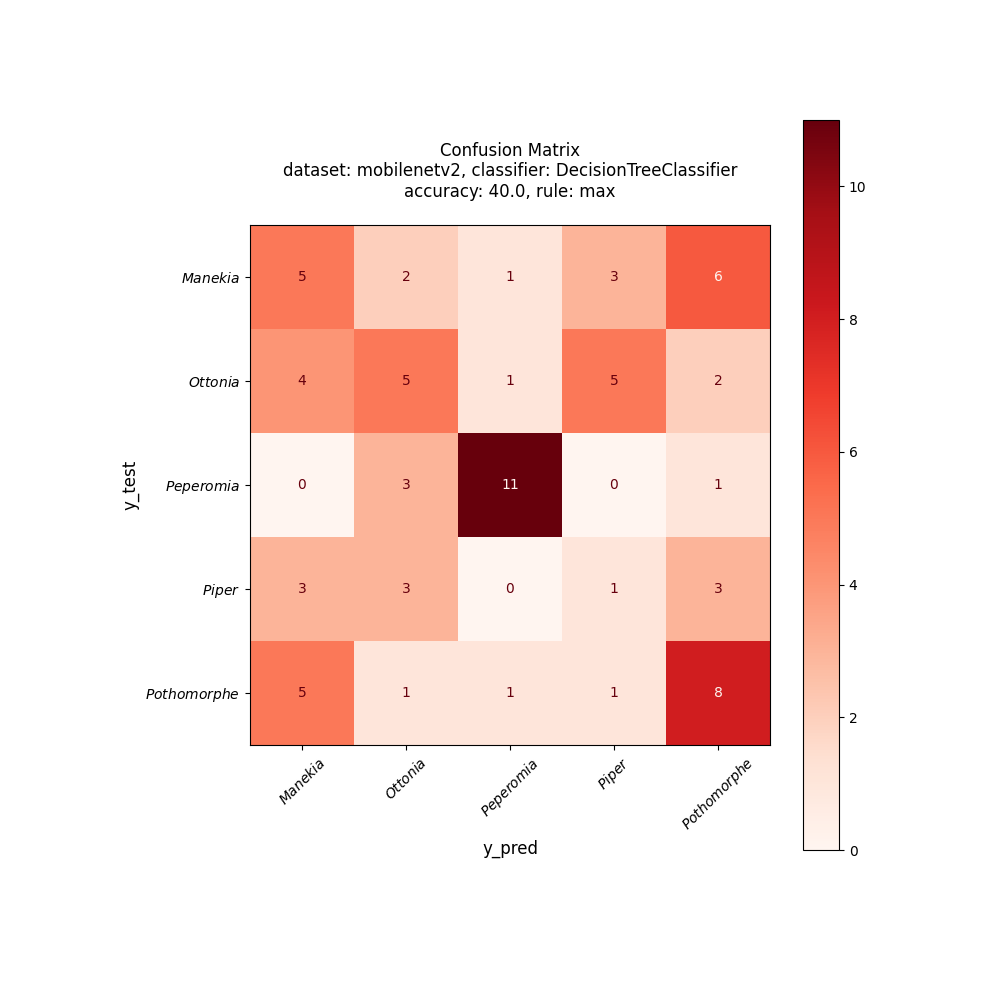 Confusion Matrix
dataset: mobilenetv2, classifier: DecisionTreeClassifier
accuracy: 40.0, rule: max
Manekia 5 2 1 3 6
Ottonia 4 5 1 5 2
Peperomia 0 3 11 0 1
Piper 3 3 0 1 3
Pothomorphe 5 1 1 1 8
Manekia Ottonia Peperomia Piper Pothomorphe
y_test
y_pred
10
8
6
4
2
0